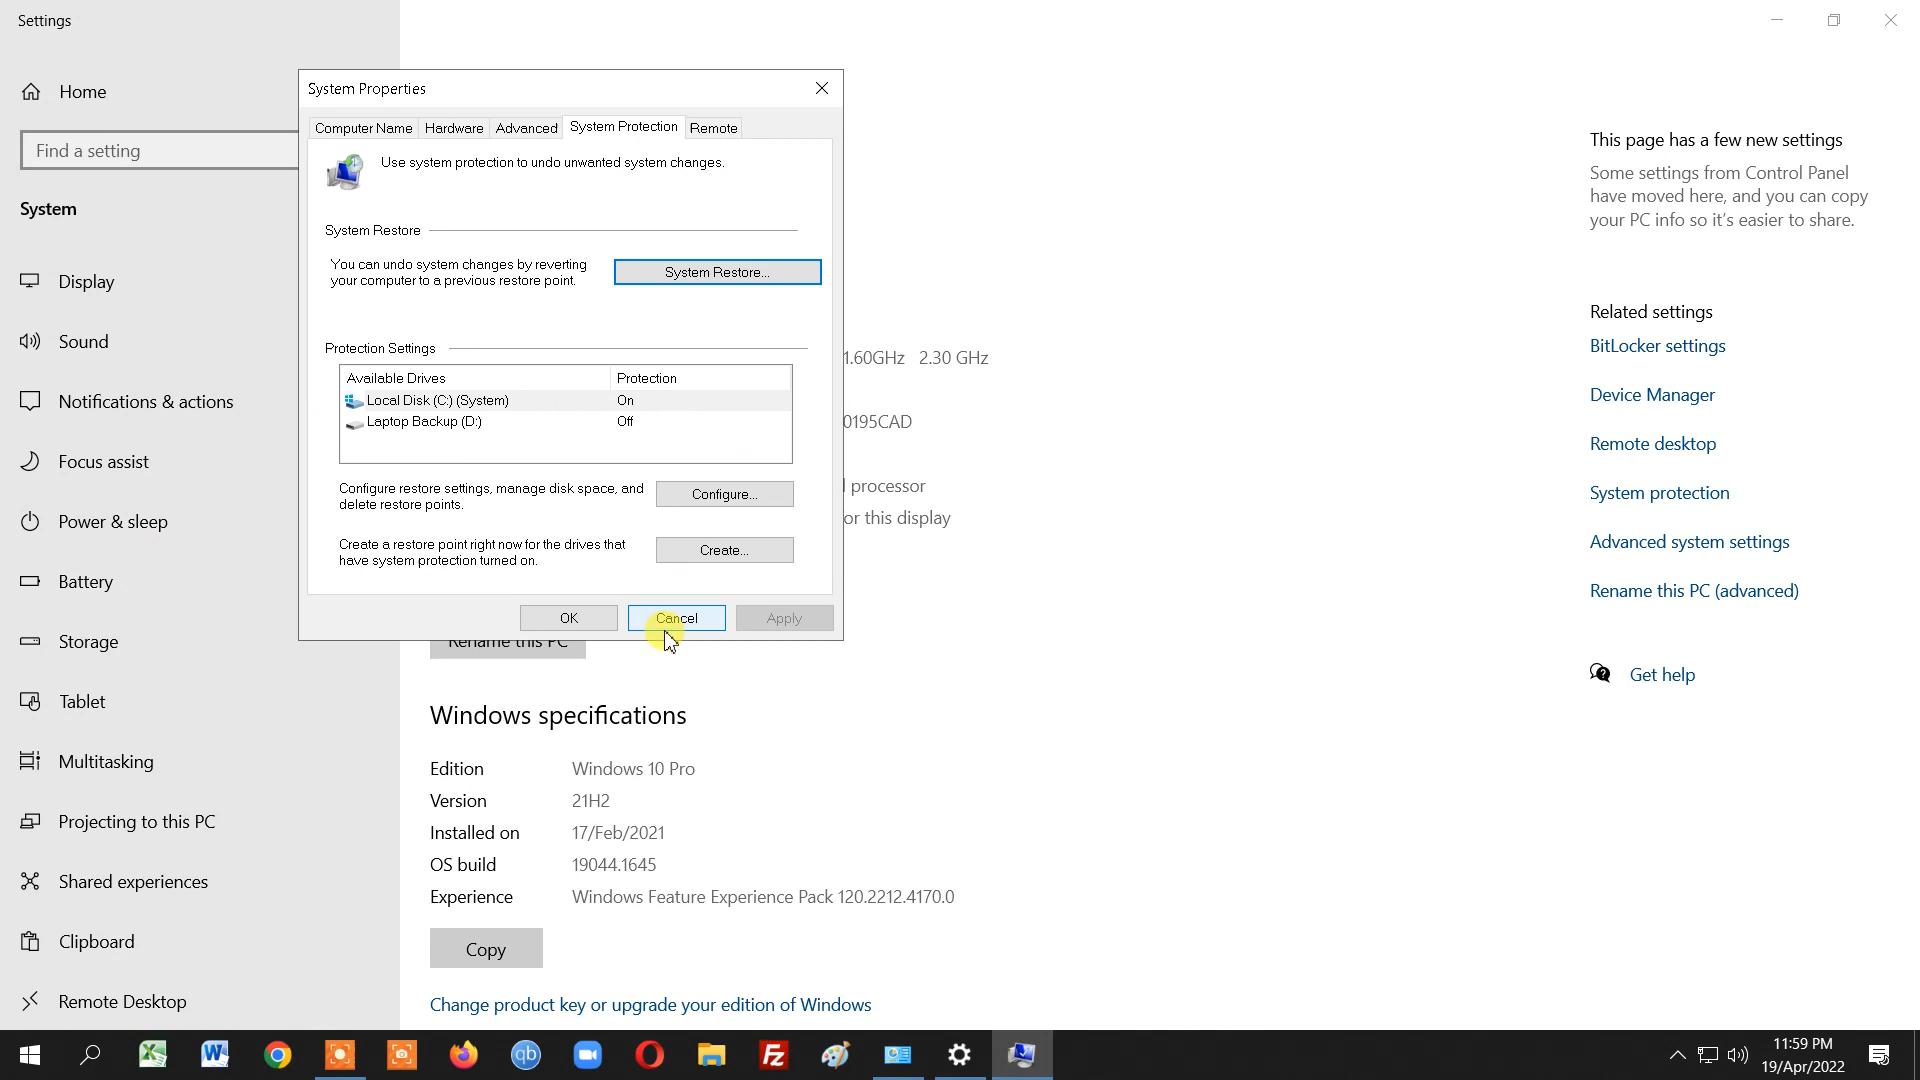 Settings
Home
Find a setting
System
Display
Sound
Notifications & actions
Focus assist
Power & sleep
Battery
Storage
Tablet
Multitasking
Projecting to this PC
Shared experiences
Clipboard
Remote Desktop
System Properties
Computer Name
Hardware
Advanced
System Protection
Remote
Use system protection to undo unwanted system changes.
System Restore
You can undo system changes by reverting
your computer to a previous restore point.
System Restore...
Protection Settings
Available Drives Protection
Local Disk (C:) (System) On
Laptop Backup (D:) Off
Configure restore settings, manage disk space, and
delete restore points.
Configure...
Create a restore point right now for the drives that
have system protection turned on.
Create...
OK
Cancel
Apply
1.60GHz 2.30 GHz
0195CAD
processor
or this display
Rename this PC
Windows specifications
Edition Windows 10 Pro
Version 21H2
Installed on 17/Feb/2021
OS build 19044.1645
Experience Windows Feature Experience Pack 120.2212.4170.0
Copy
Change product key or upgrade your edition of Windows
This page has a few new settings
Some settings from Control Panel
have moved here, and you can copy
your PC info so it's easier to share.
Related settings
BitLocker settings
Device Manager
Remote desktop
System protection
Advanced system settings
Rename this PC (advanced)
Get help
qb
FZ
11:59 PM
19/Apr/2022